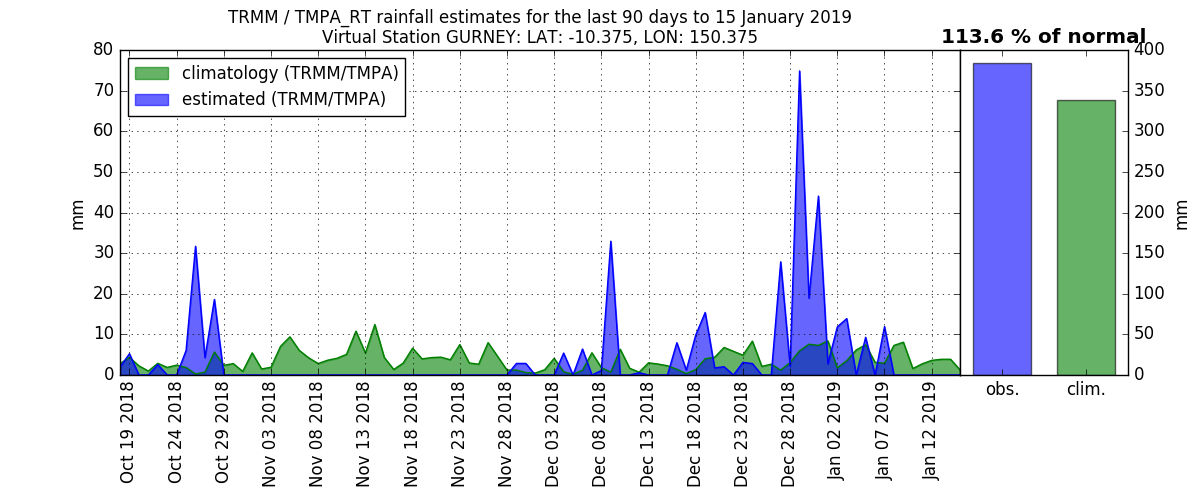 TRMM / TMPA_RT rainfall estimates for the last 90 days to 15 January 2019
Virtual Station GURNEY: LAT: -10.375, LON: 150.375
113.6 % of normal
climatology (TRMM/TMPA)
estimated (TRMM/TMPA)
80
70
60
50
40
30
20
10
0
mm
400
350
300
250
200
150
100
50
0
mm
obs.
clim.
Oct 19 2018
Oct 24 2018
Oct 29 2018
Nov 03 2018
Nov 08 2018
Nov 13 2018
Nov 18 2018
Nov 23 2018
Nov 28 2018
Dec 03 2018
Dec 08 2018
Dec 13 2018
Dec 18 2018
Dec 23 2018
Dec 28 2018
Jan 02 2019
Jan 07 2019
Jan 12 2019